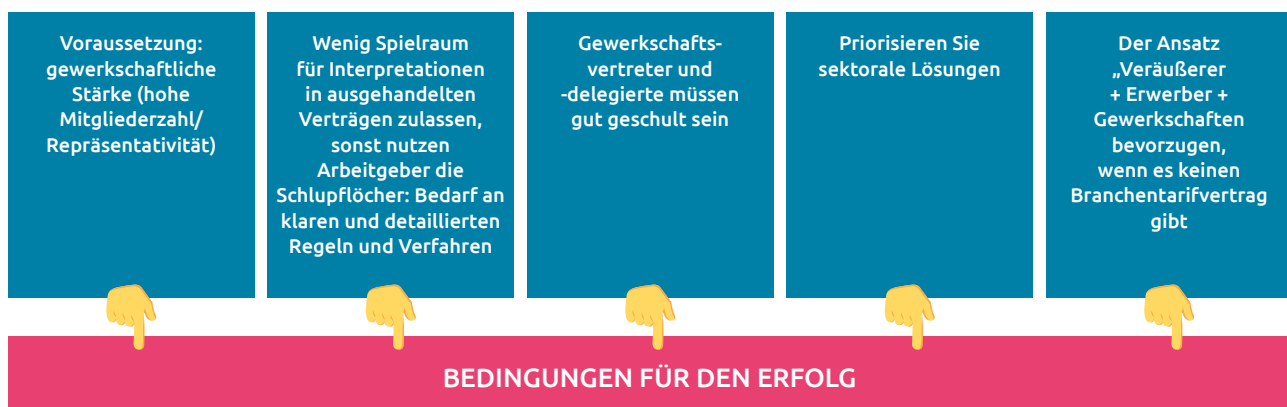 Voraussetzung:
gewerkschaftliche
Stärke (hohe
Mitgliederzahl/
Repräsentativität)
Wenig Spielraum
für Interpretationen
in ausgehandelten
Verträgen zulassen,
sonst nutzen
Arbeitgeber die
Schlupflöcher: Bedarf an
klaren und detaillierten
Regeln und Verfahren
Gewerkschafts-
vertreter und
-delegierte müssen
gut geschult sein
Priorisieren Sie
sektorale Lösungen
Der Ansatz
„Veräußerer
+ Erwerber +
Gewerkschaften
bevorzugen,
wenn es keinen
Branchentarifvertrag
gibt
BEDINGUNGEN FÜR DEN ERFOLG